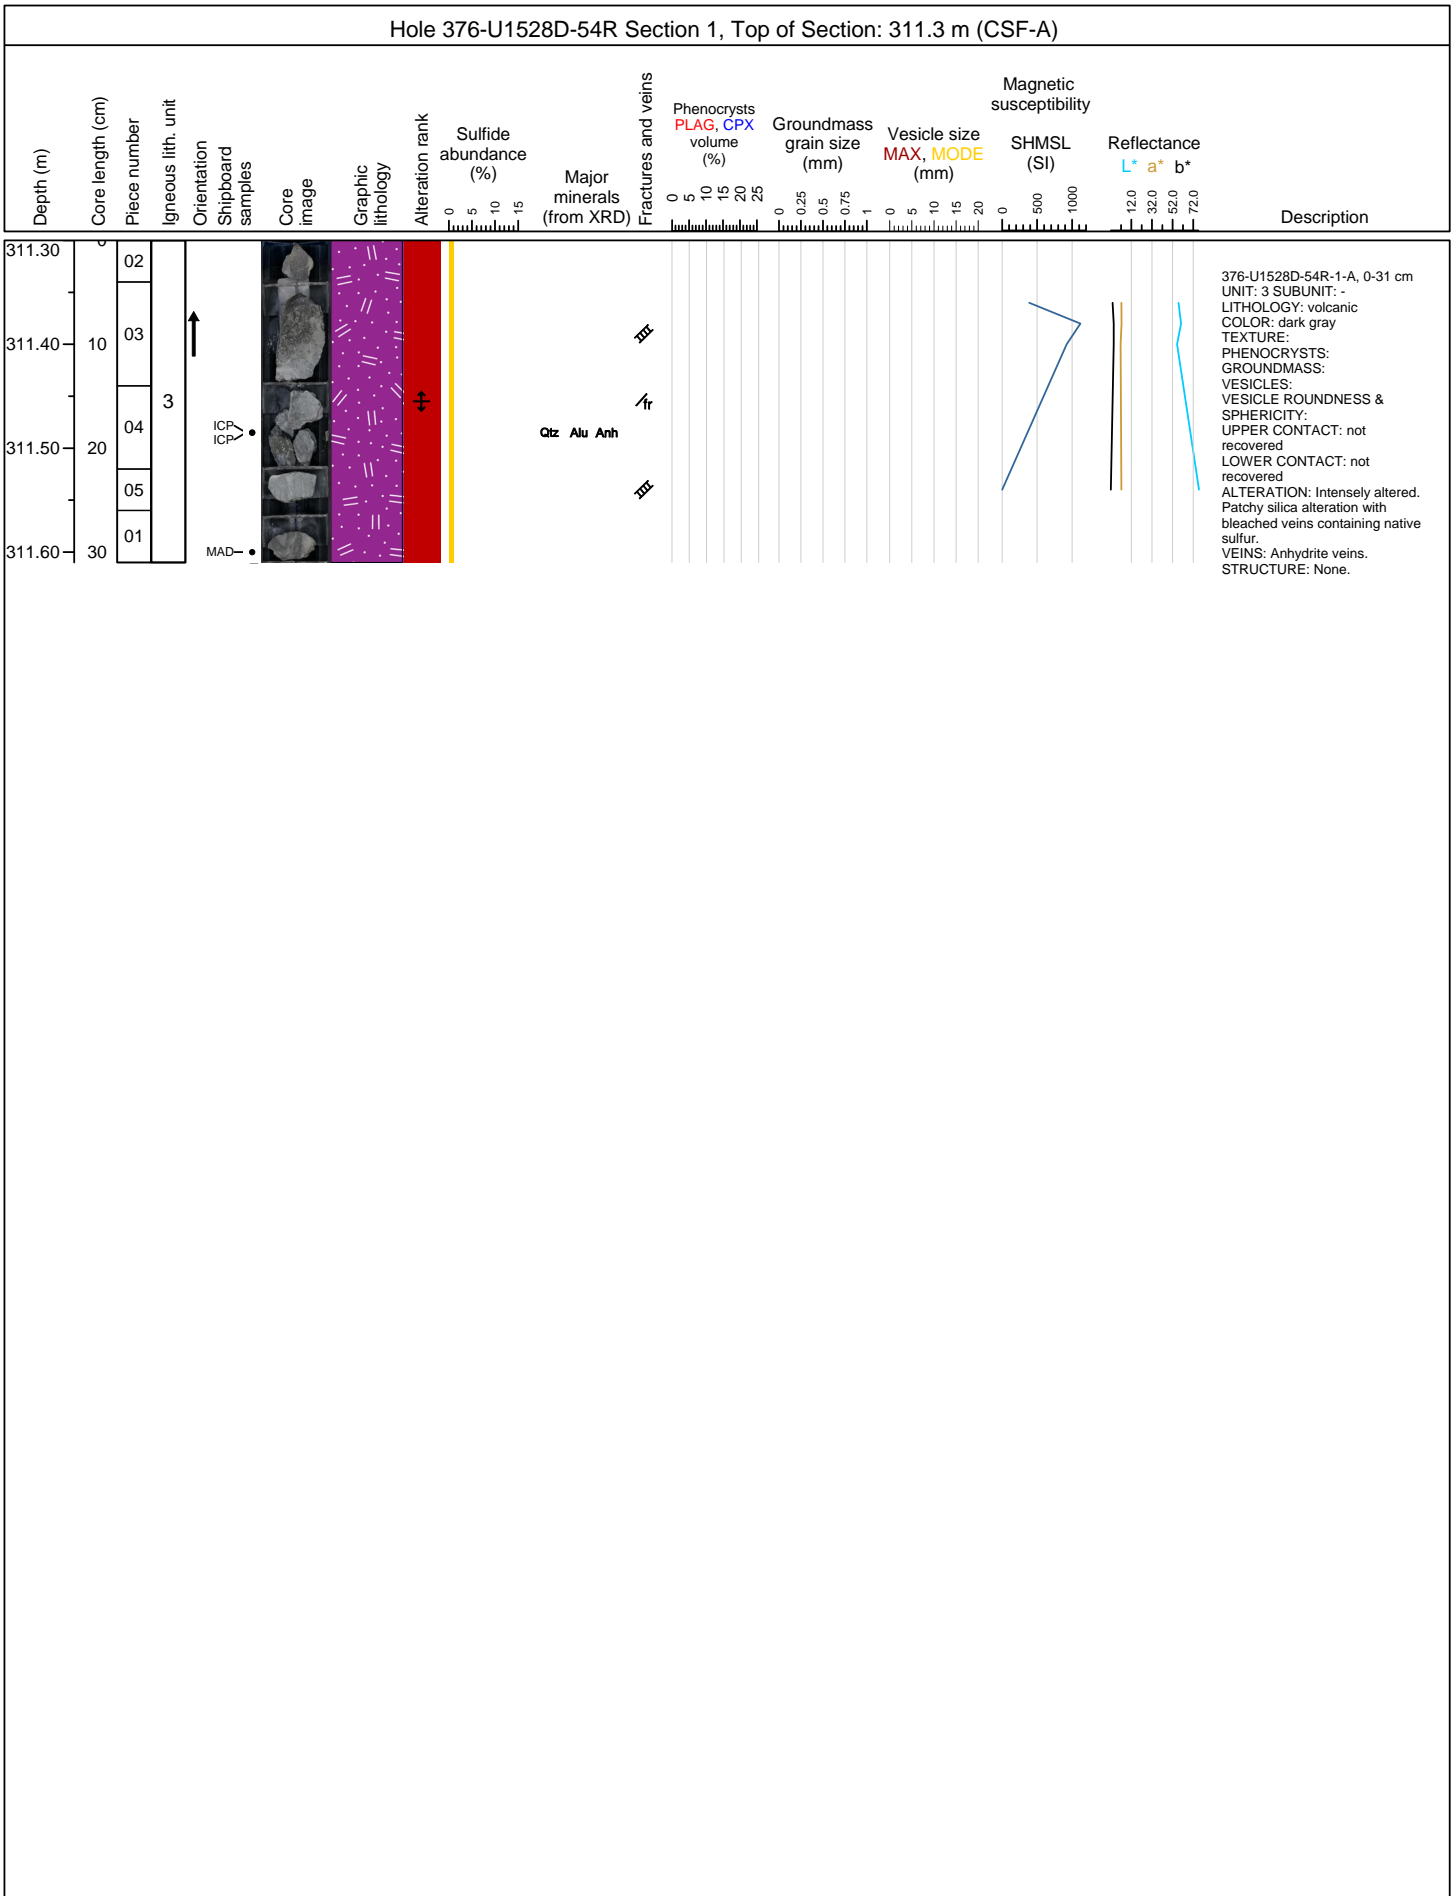 Hole 376-U1528D-54R Section 1, Top of Section: 311.3 m (CSF-A)
Depth (m)
Core length (cm)
Piece number
Igneous lith. unit
Orientation
Shipboard
samples
Core
image
Graphic
lithology
Alteration rank
Sulfide
abundance
(%)
0 5 10 15
Major
minerals
(from XRD)
Fractures and veins
Phenocrysts
PLAG, CPX
volume
(%)
0 5 10 15 20 25
Groundmass
grain size
(mm)
0 0.25 0.5 0.75 1
Vesicle size
MAX, MODE
(mm)
0 5 10 15 20
Magnetic
susceptibility
SHMSL
(SI)
0 500 1000
Reflectance
L* a* b*
12.0 32.0 52.0 72.0
Description
311.30
311.40
311.50
311.60
0
10
20
30
02
03
04
05
01
3
ICP
ICP
MAD
Qtz Alu Anh
fr
376-U1528D-54R-1-A, 0-31 cm
UNIT: 3 SUBUNIT: -
LITHOLOGY: volcanic
COLOR: dark gray
TEXTURE:
PHENOCRYSTS:
GROUNDMASS:
VESICLES:
VESICLE ROUNDNESS &
SPHERICITY:
UPPER CONTACT: not
recovered
LOWER CONTACT: not
recovered
ALTERATION: Intensely altered.
Patchy silica alteration with
bleached veins containing native
sulfur.
VEINS: Anhydrite veins.
STRUCTURE: None.